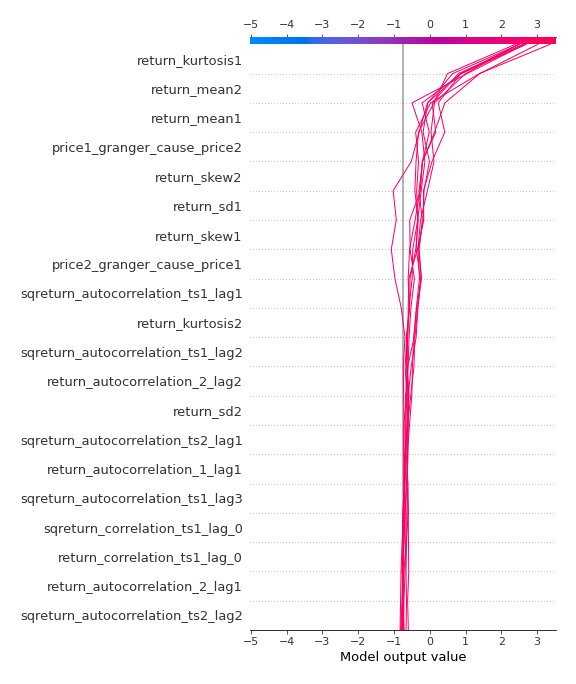 −5 −4 −3 −2 −1 0 1 2 3
return_kurtosis1
return_mean2
return_mean1
price1_granger_cause_price2
return_skew2
return_sd1
return_skew1
price2_granger_cause_price1
sqreturn_autocorrelation_ts1_lag1
return_kurtosis2
sqreturn_autocorrelation_ts1_lag2
return_autocorrelation_2_lag2
return_sd2
sqreturn_autocorrelation_ts2_lag1
return_autocorrelation_1_lag1
sqreturn_autocorrelation_ts1_lag3
sqreturn_correlation_ts1_lag_0
return_correlation_ts1_lag_0
return_autocorrelation_2_lag1
sqreturn_autocorrelation_ts2_lag2
−5 −4 −3 −2 −1 0 1 2 3
Model output value